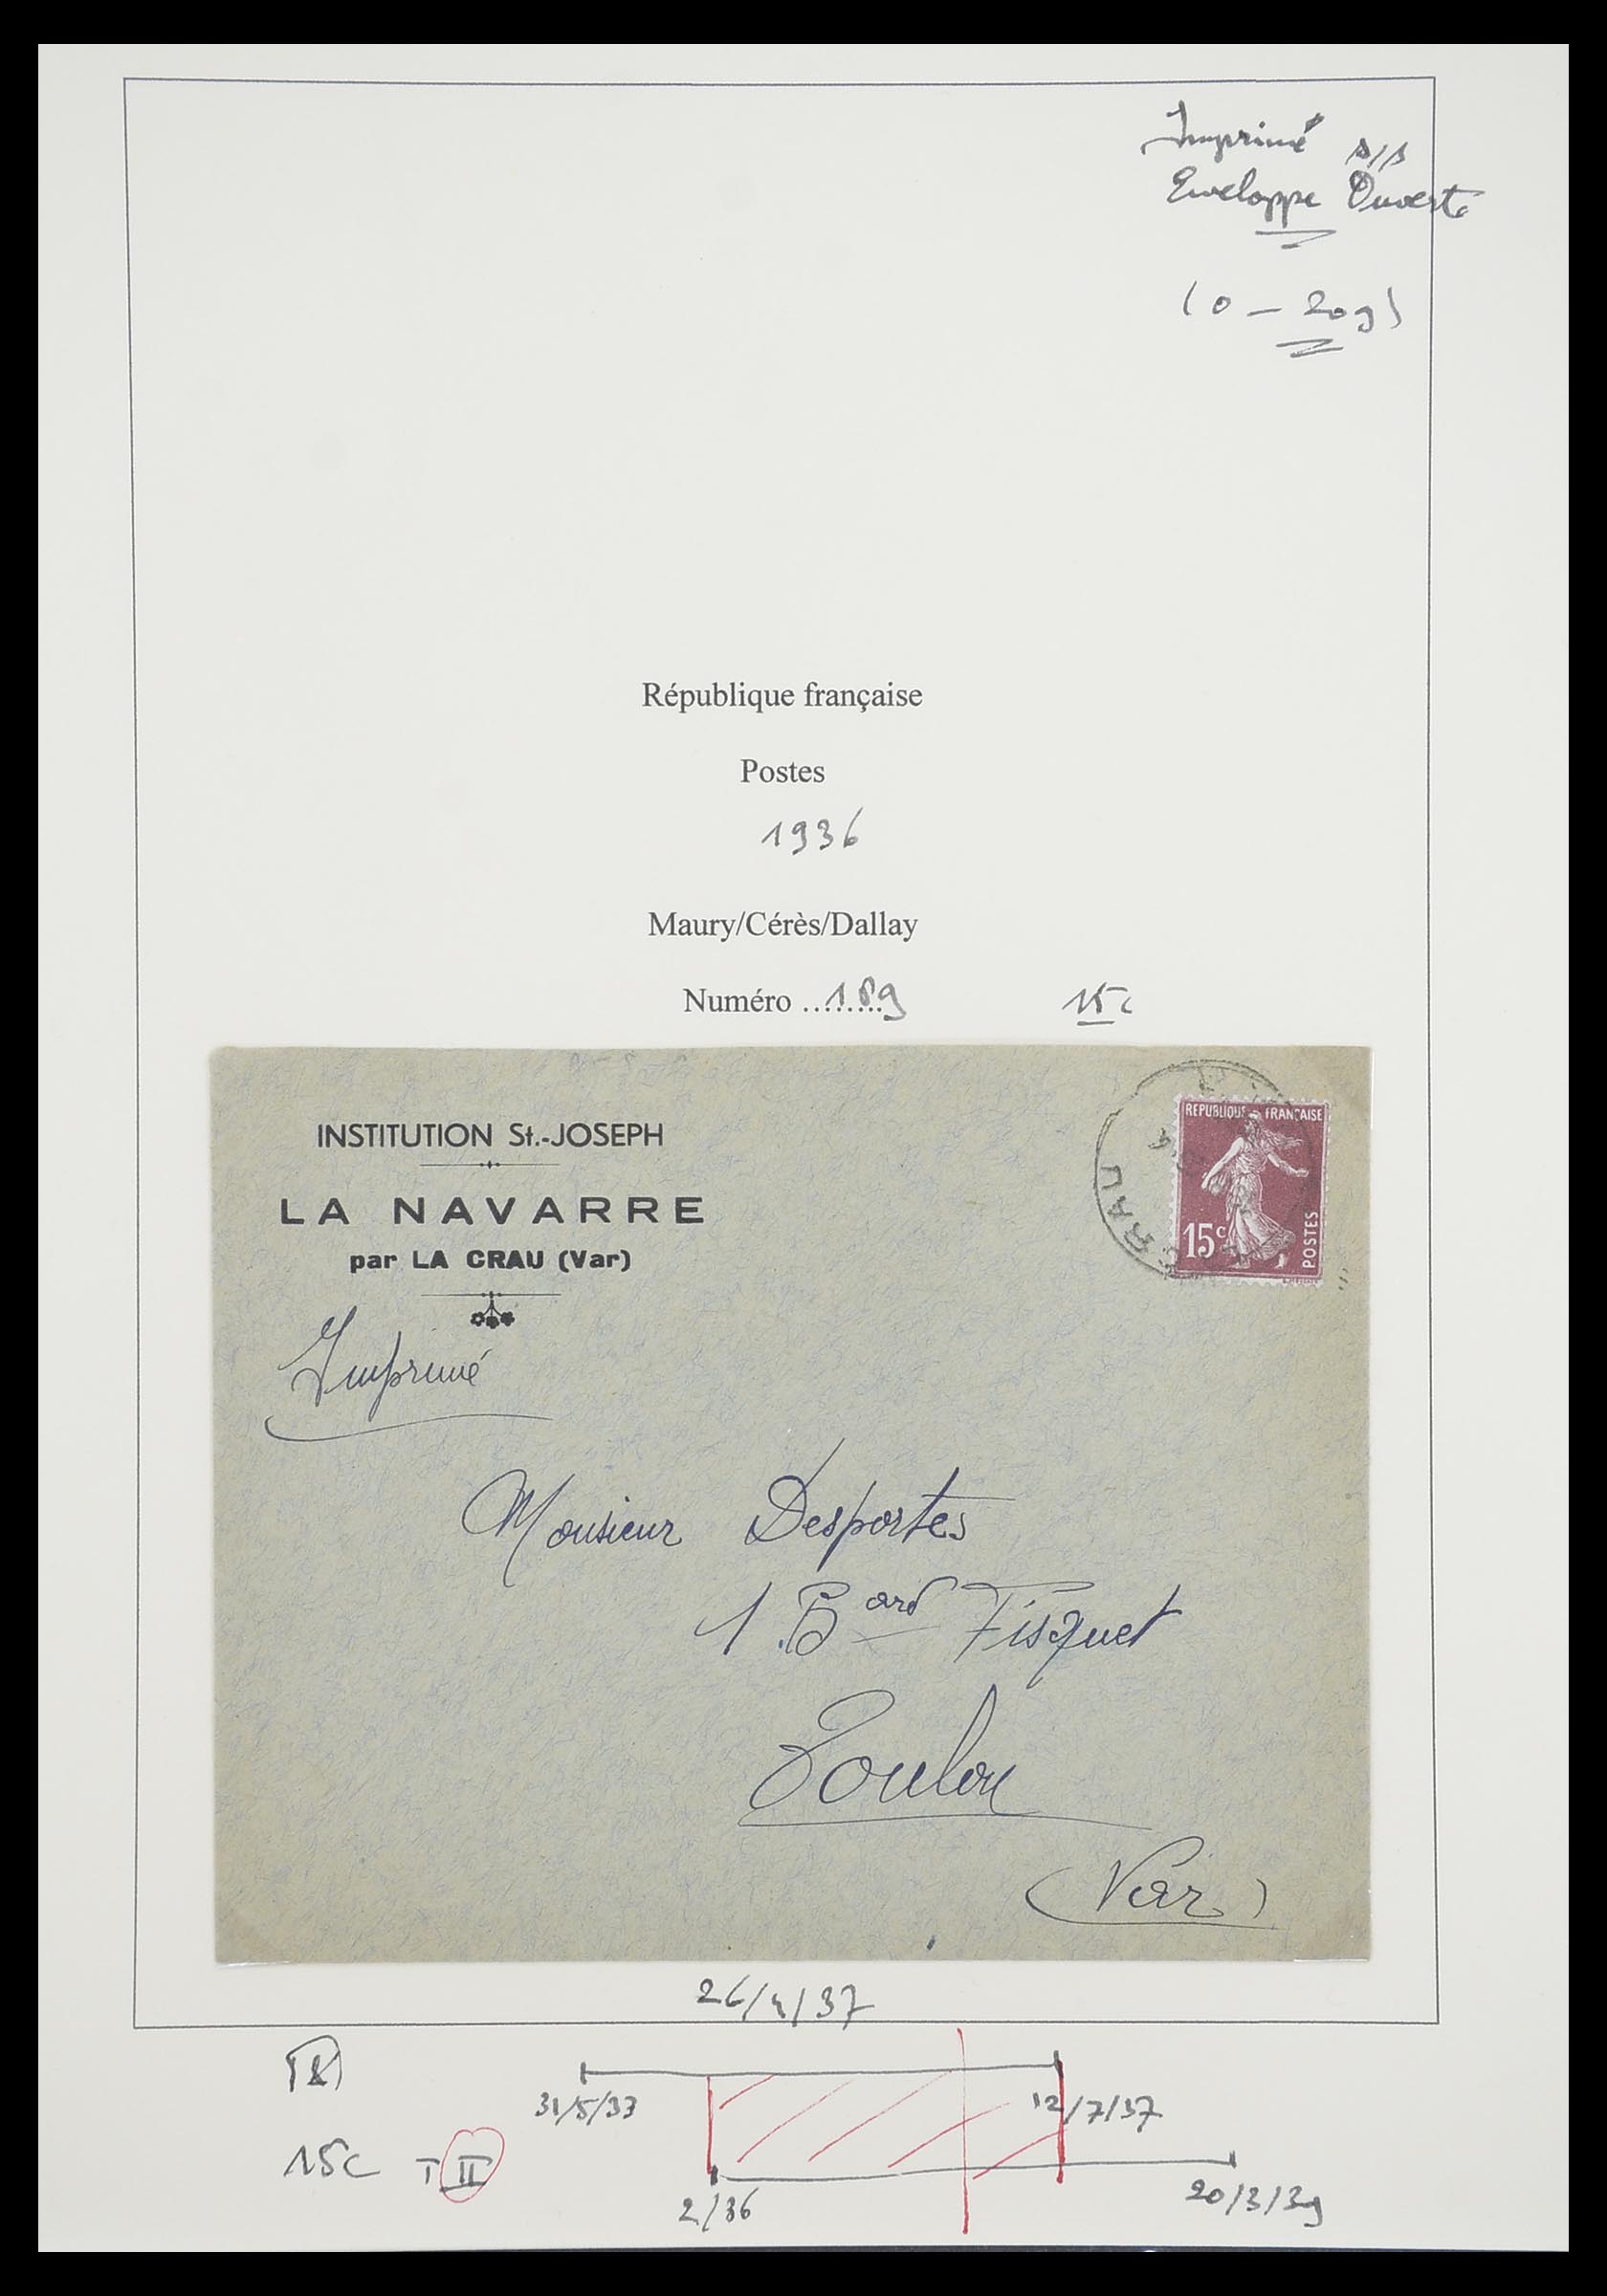 Imprimé s/s
Enveloppe Ouverte
(0 – 20g)
République française
Postes
1936
Maury/Cérès/Dallay
Numéro ........189 15c
INSTITUTION St.-JOSEPH
LA NAVARRE
par LA CRAU (Var)
Imprimé
CRAU
REPUBLIQUE FRANÇAISE
15c
POSTES
Monsieur Desportes
1 Bard Fisquet
Toulon
(Var)
26/4/37
31/5/37
12/7/37
15c T II
2/36
20/3/39